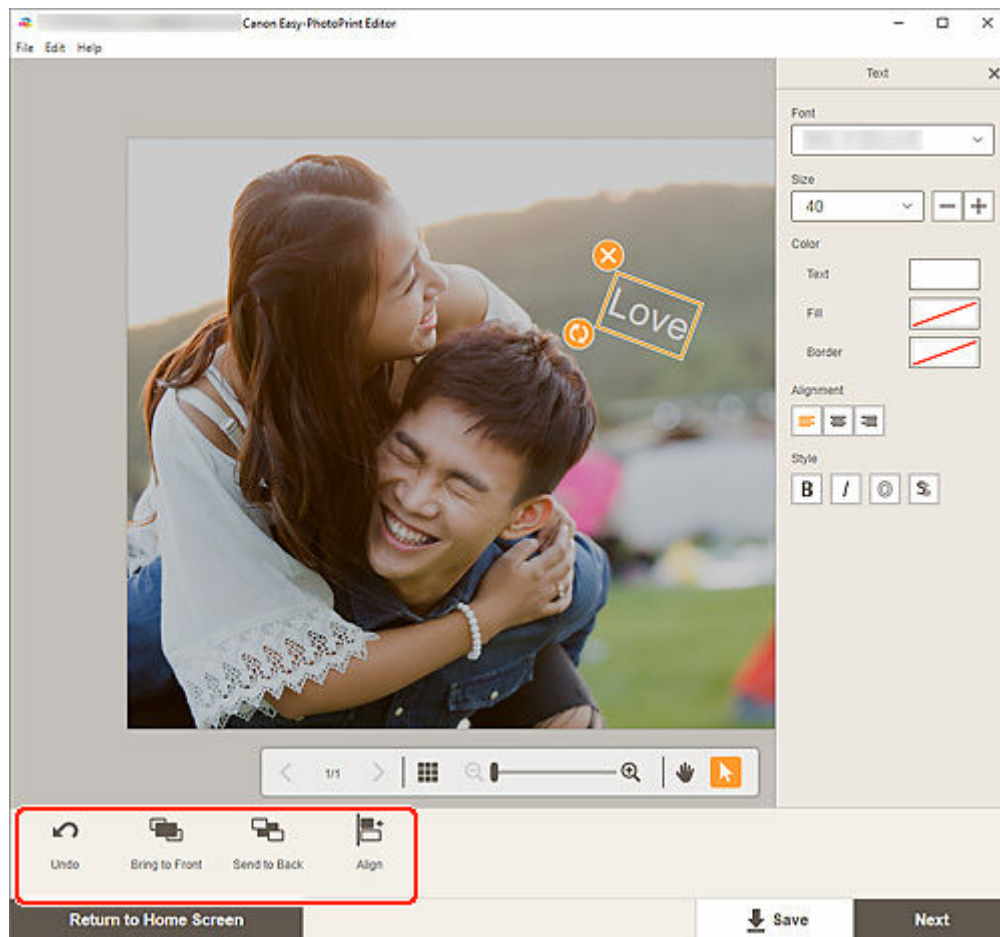 Canon Easy-PhotoPrint Editor
File Edit Help
Text
Font
Size
40
Color
Text
Fill
Border
Alignment
Style
B I O S
Love
1/1
Undo Bring to Front Send to Back Align
Return to Home Screen
Save
Next